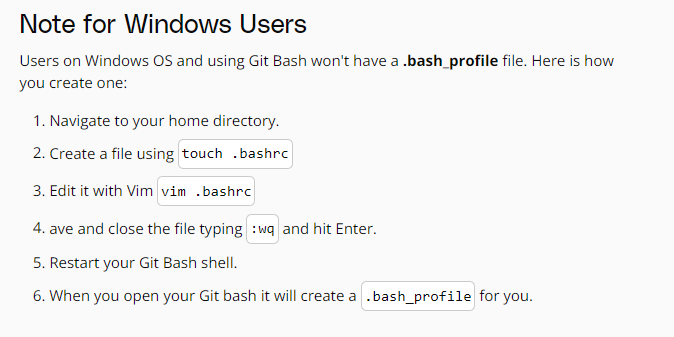 Note for Windows Users
Users on Windows OS and using Git Bash won't have a .bash_profile file. Here is how
you create one:
1. Navigate to your home directory.
2. Create a file using touch .bashrc
3. Edit it with Vim vim .bashrc
4. ave and close the file typing :wq and hit Enter.
5. Restart your Git Bash shell.
6. When you open your Git bash it will create a .bash_profile for you.